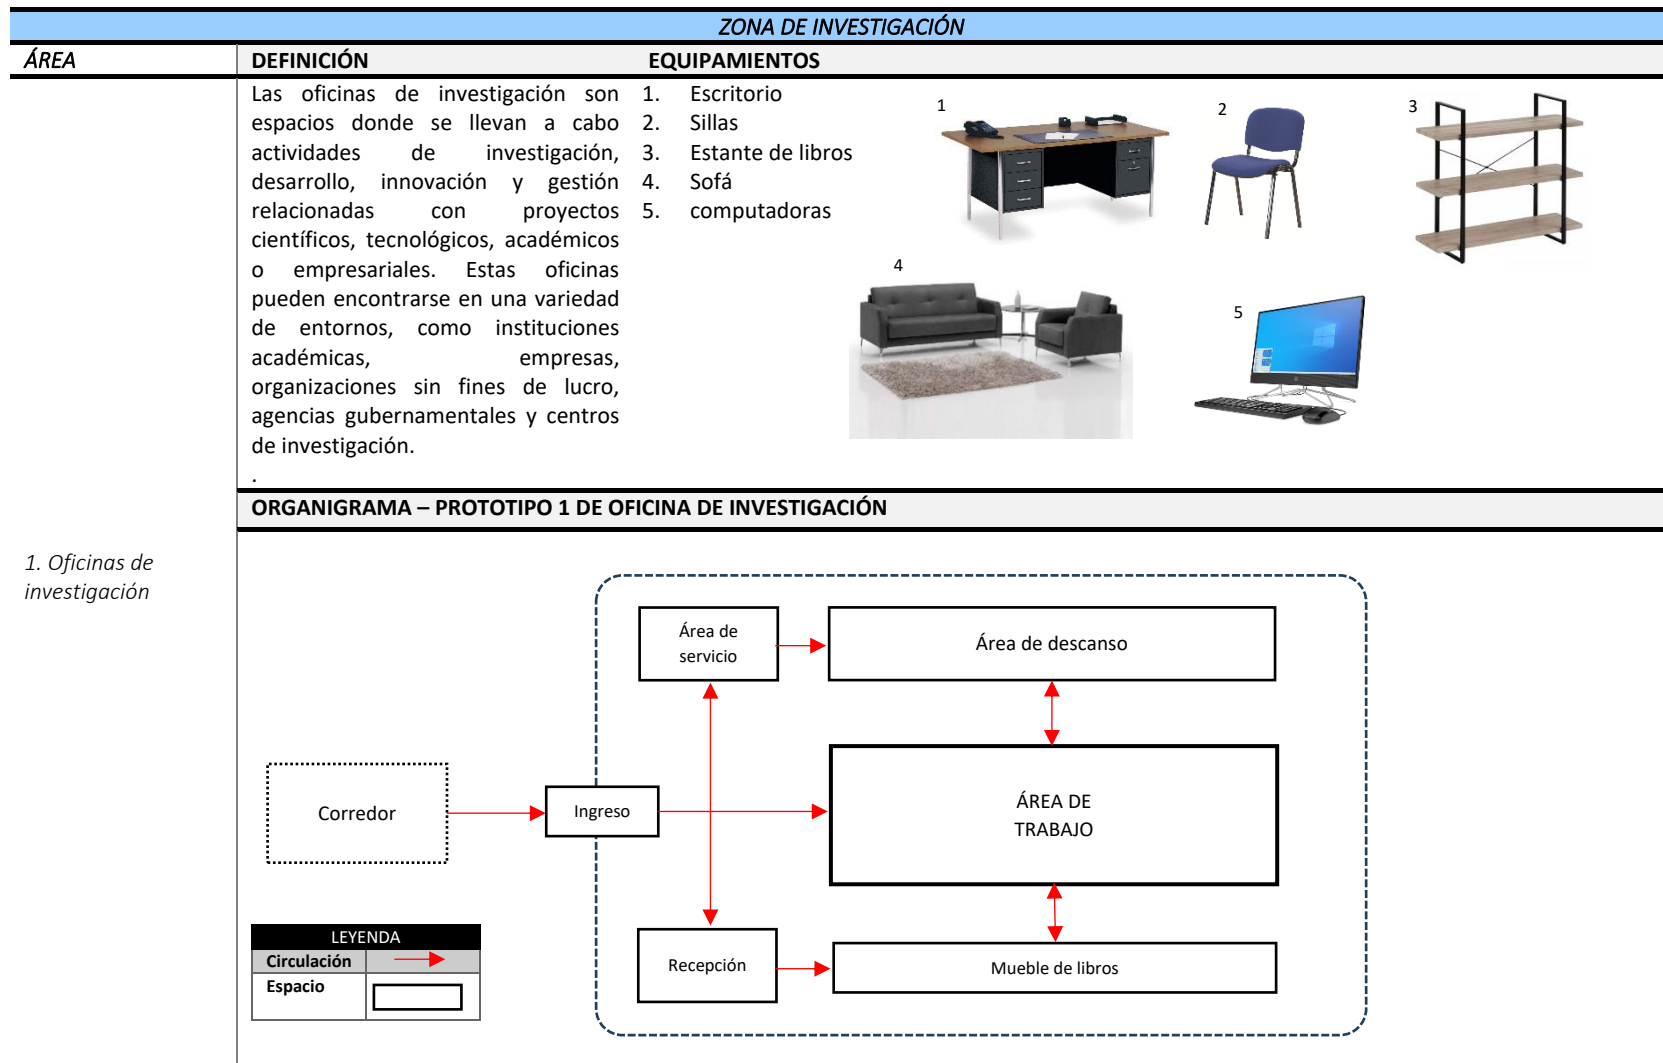 ZONA DE INVESTIGACIÓN
ÁREA
DEFINICIÓN
EQUIPAMIENTOS
Las oficinas de investigación son
espacios donde se llevan a cabo
actividades de investigación,
desarrollo, innovación y gestión
relacionadas con proyectos
científicos, tecnológicos, académicos
o empresariales. Estas oficinas
pueden encontrarse en una variedad
de entornos, como instituciones
académicas, empresas,
organizaciones sin fines de lucro,
agencias gubernamentales y centros
de investigación.
.
1. Escritorio
2. Sillas
3. Estante de libros
4. Sofá
5. computadoras
1
2
3
4
5
ORGANIGRAMA – PROTOTIPO 1 DE OFICINA DE INVESTIGACIÓN
1. Oficinas de
investigación
Área de
servicio
Área de descanso
Corredor
Ingreso
ÁREA DE
TRABAJO
Recepción
Mueble de libros
LEYENDA
Circulación
Espacio